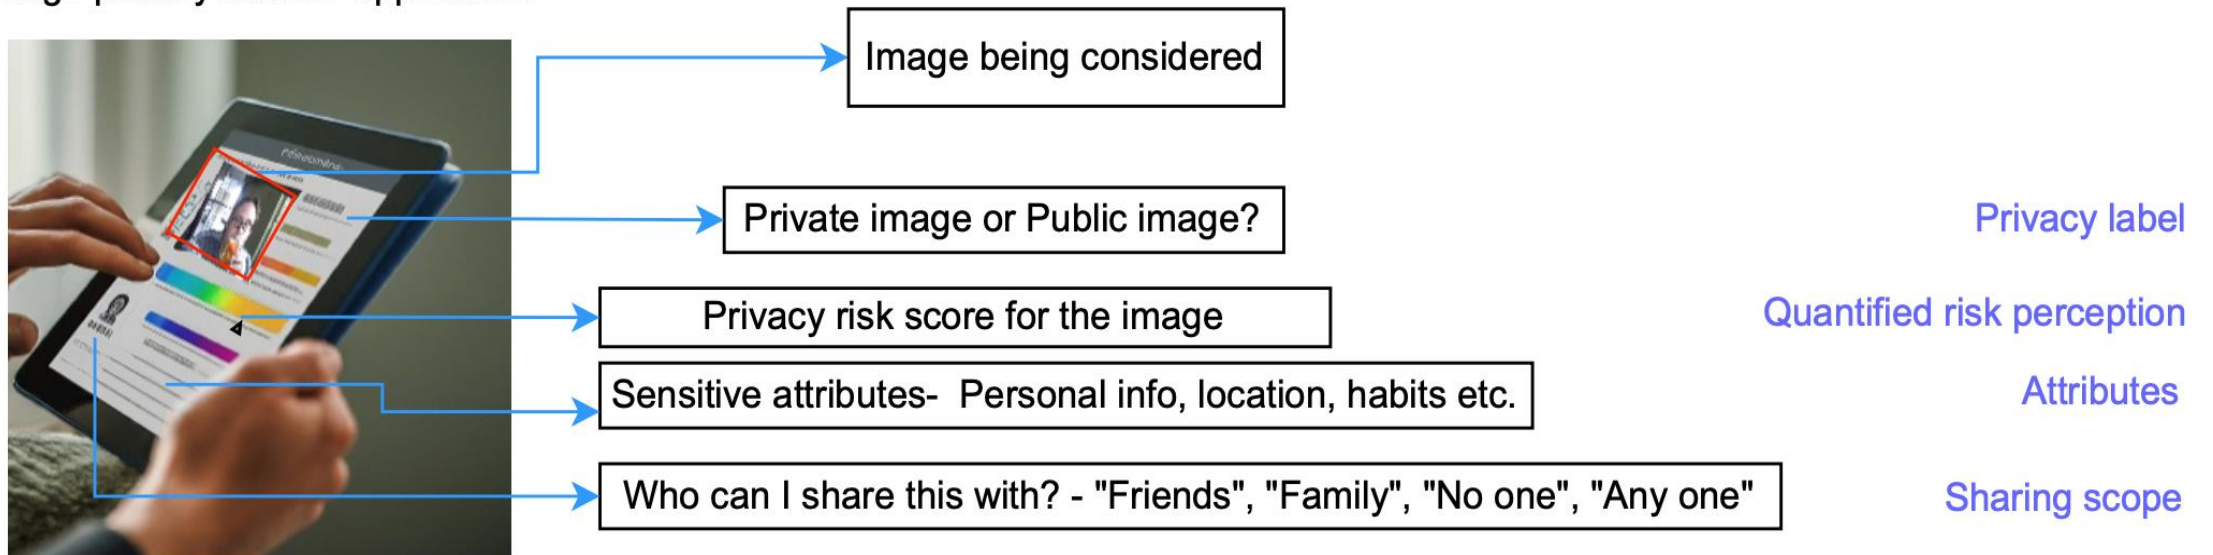 Image being considered
Private image or Public image?
Privacy label
Privacy risk score for the image
Quantified risk perception
Sensitive attributes-  Personal info, location, habits etc.
Attributes
Who can I share this with? - "Friends", "Family", "No one", "Any one"
Sharing scope